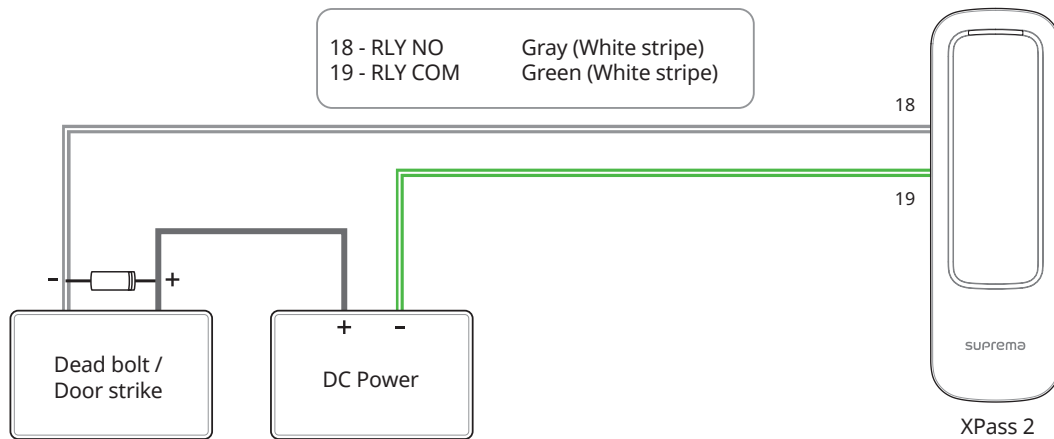 18 - RLY NO Gray (White stripe)
19 - RLY COM Green (White stripe)
18
19
- +
+ -
Dead bolt /
Door strike
DC Power
suprema
XPass 2